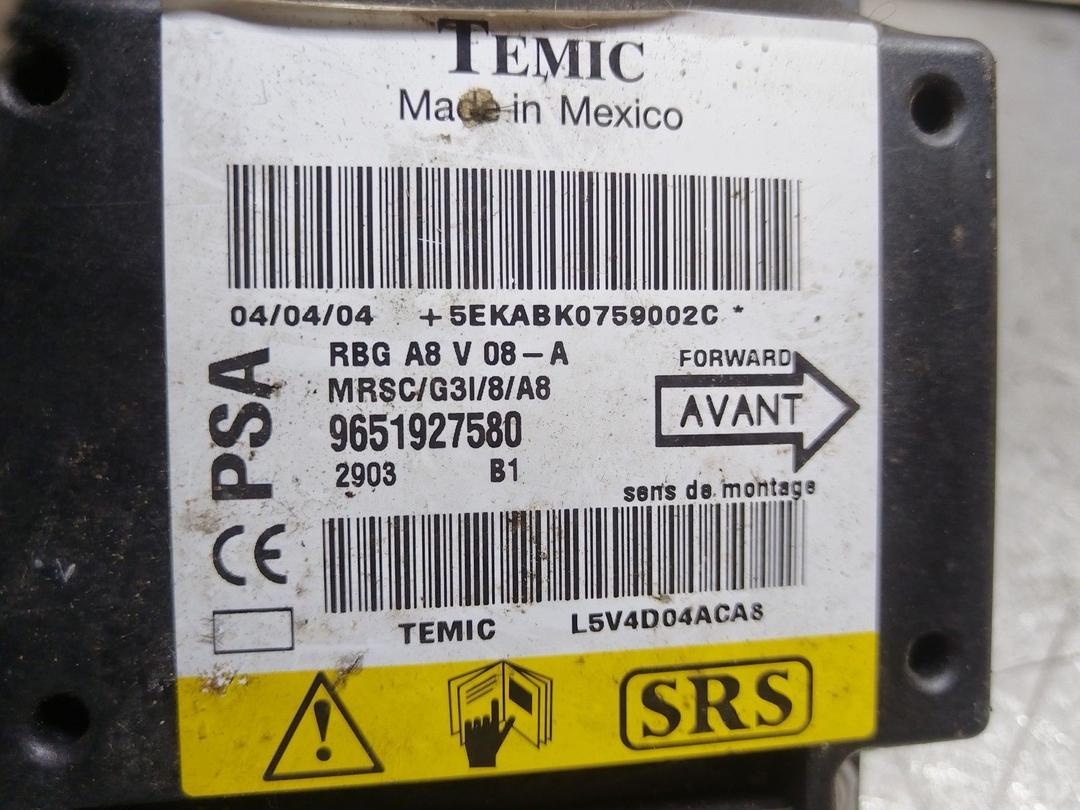 TEMIC
Made in Mexico
04/04/04 +5EKABK0759002C *
RBG A8 V 08-A
MRSC/G3I/8/A8
9651927580
2903 B1
PSA
CE
FORWARD
AVANT
sens de montage
TEMIC L5V4D04ACA8
SRS